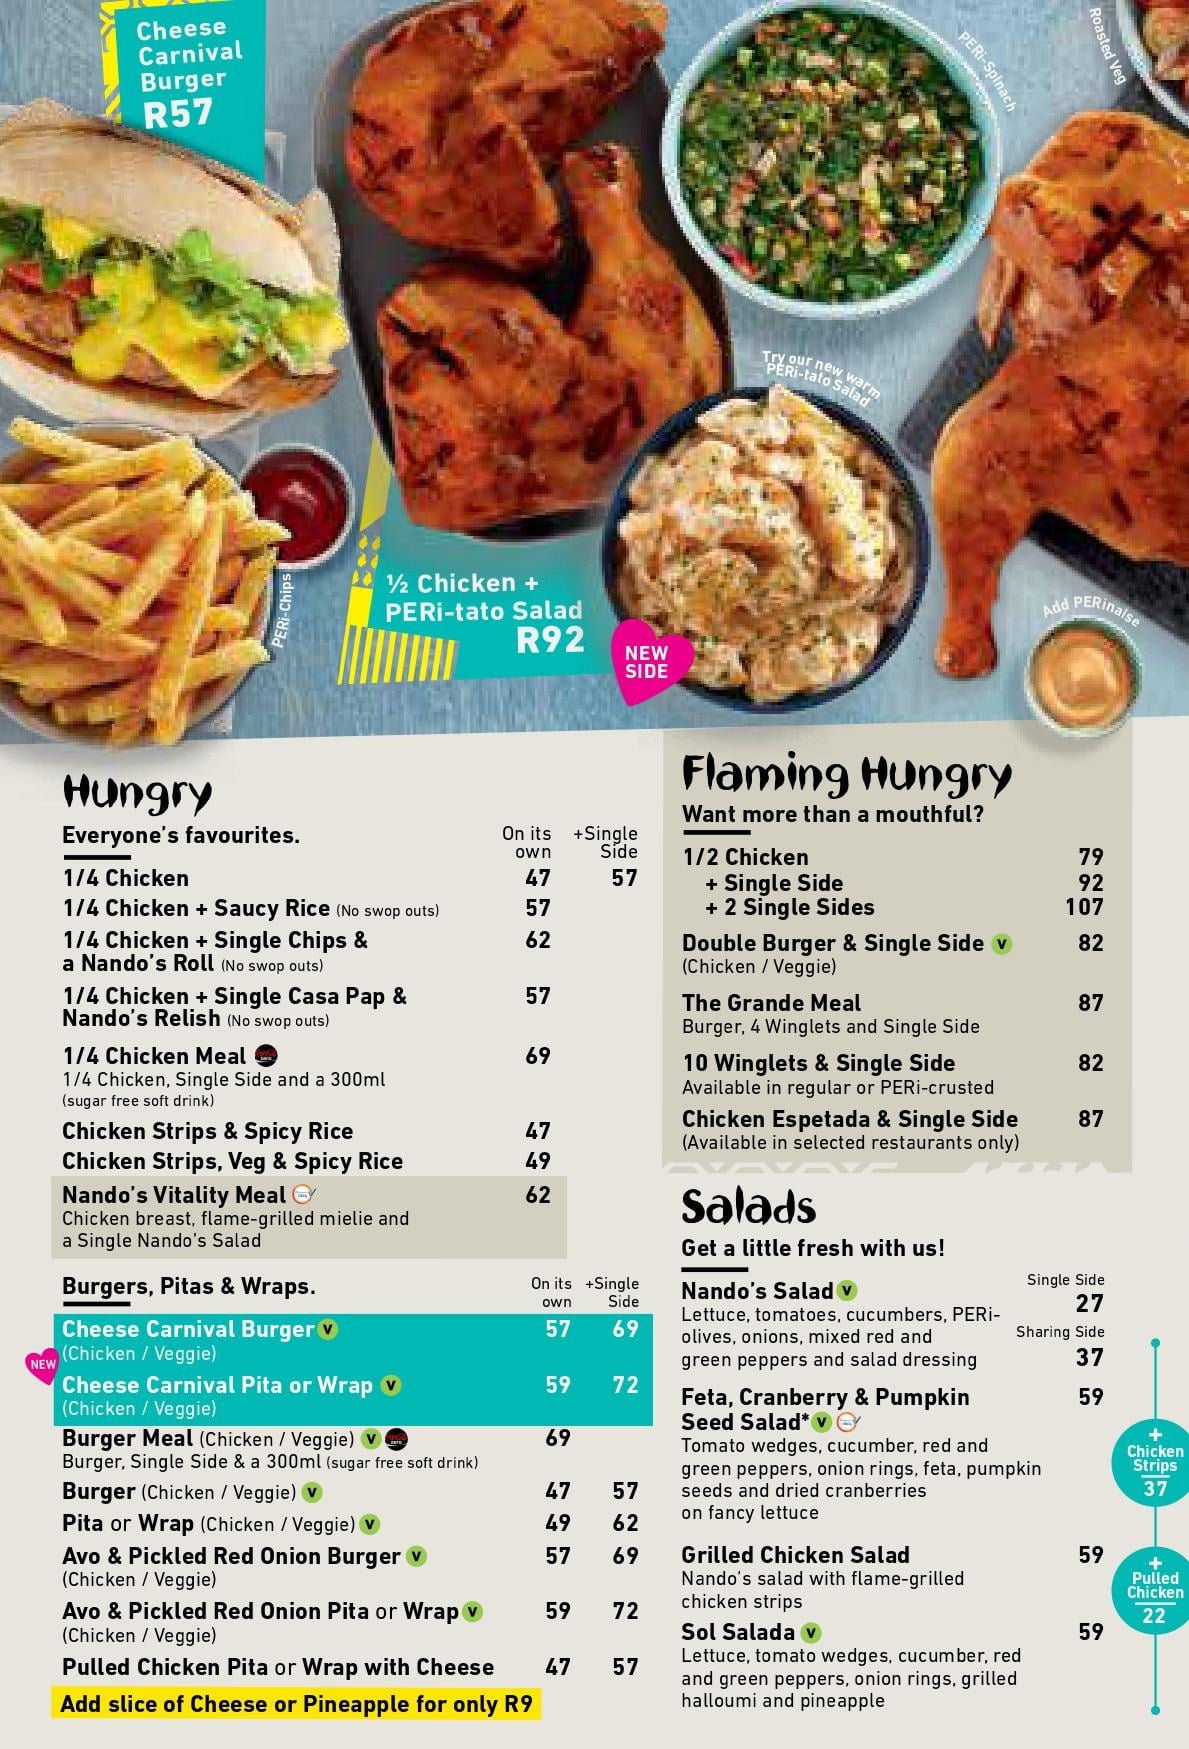 Cheese
Carnival
Burger
R57
PERi-Spinach
Roasted Veg
Try our new warm
PERi-tato Salad
PERi-Chips
½ Chicken +
PERi-tato Salad
R92
NEW
SIDE
Add PERinaise
Hungry
Everyone's favourites.
On its own +Single Side
1/4 Chicken 47 57
1/4 Chicken + Saucy Rice (No swop outs) 57
1/4 Chicken + Single Chips & 62
a Nando's Roll (No swop outs)
1/4 Chicken + Single Casa Pap & 57
Nando's Relish (No swop outs)
1/4 Chicken Meal 69
1/4 Chicken, Single Side and a 300ml
(sugar free soft drink)
Chicken Strips & Spicy Rice 47
Chicken Strips, Veg & Spicy Rice 49
Nando's Vitality Meal 62
Chicken breast, flame-grilled mielie and
a Single Nando's Salad
Burgers, Pitas & Wraps.
On its own +Single Side
Cheese Carnival Burger V 57 69
(Chicken / Veggie)
NEW
Cheese Carnival Pita or Wrap V 59 72
(Chicken / Veggie)
Burger Meal (Chicken / Veggie) V 69
Burger, Single Side & a 300ml (sugar free soft drink)
Burger (Chicken / Veggie) V 47 57
Pita or Wrap (Chicken / Veggie) V 49 62
Avo & Pickled Red Onion Burger V 57 69
(Chicken / Veggie)
Avo & Pickled Red Onion Pita or Wrap V 59 72
(Chicken / Veggie)
Pulled Chicken Pita or Wrap with Cheese 47 57
Add slice of Cheese or Pineapple for only R9
Flaming Hungry
Want more than a mouthful?
1/2 Chicken 79
+ Single Side 92
+ 2 Single Sides 107
Double Burger & Single Side V 82
(Chicken / Veggie)
The Grande Meal 87
Burger, 4 Winglets and Single Side
10 Winglets & Single Side 82
Available in regular or PERi-crusted
Chicken Espetada & Single Side 87
(Available in selected restaurants only)
Salads
Get a little fresh with us!
Single Side
Nando's Salad V 27
Lettuce, tomatoes, cucumbers, PERi-
olives, onions, mixed red and Sharing Side
green peppers and salad dressing 37
Feta, Cranberry & Pumpkin 59
Seed Salad* V
Tomato wedges, cucumber, red and
green peppers, onion rings, feta, pumpkin
seeds and dried cranberries
on fancy lettuce
Grilled Chicken Salad 59
Nando's salad with flame-grilled
chicken strips
Sol Salada V 59
Lettuce, tomato wedges, cucumber, red
and green peppers, onion rings, grilled
halloumi and pineapple
+
Chicken
Strips
37
+
Pulled
Chicken
22